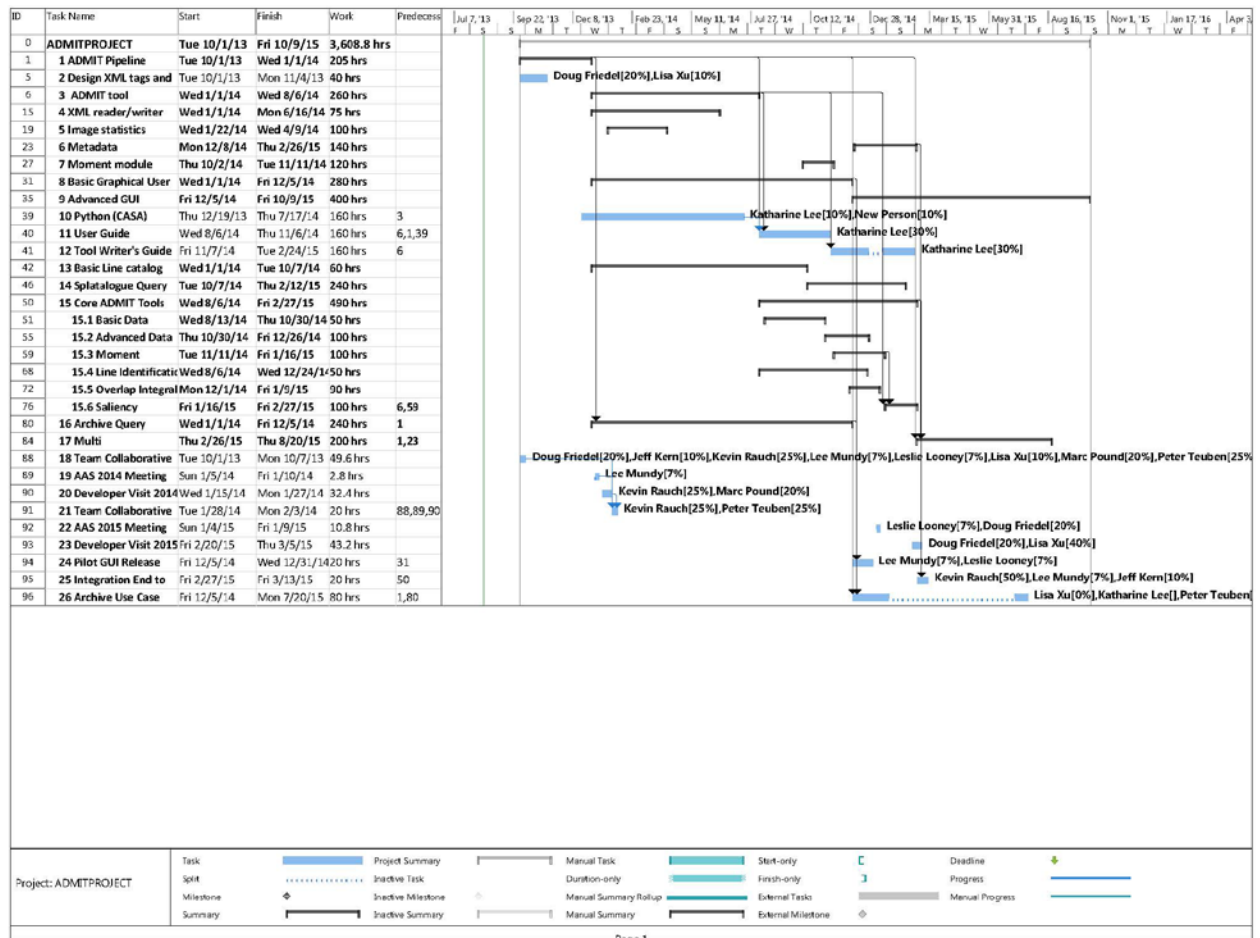 ID Task Name Start Finish Work Predecess Jul 7, '13 Sep 22, '13 Dec 8, '13 Feb 23, '14 May 11, '14 Jul 27, '14 Oct 12, '14 Dec 28, '14 Mar 15, '15 May 31, '15 Aug 16, '15 Nov 1, '15 Jan 17, '16 Apr 3
F S S M T W T F S S M T W T F S S M T W T F S S M T W T F
0 ADMITPROJECT Tue 10/1/13 Fri 10/9/15 3,608.8 hrs
1 1 ADMIT Pipeline Tue 10/1/13 Wed 1/1/14 205 hrs
5 2 Design XML tags and Tue 10/1/13 Mon 11/4/13 40 hrs Doug Friedel[20%],Lisa Xu[10%]
6 3 ADMIT tool Wed 1/1/14 Wed 8/6/14 260 hrs
15 4 XML reader/writer Wed 1/1/14 Mon 6/16/14 75 hrs
19 5 Image statistics Wed 1/22/14 Wed 4/9/14 100 hrs
23 6 Metadata Mon 12/8/14 Thu 2/26/15 140 hrs
27 7 Moment module Thu 10/2/14 Tue 11/11/14 120 hrs
31 8 Basic Graphical User Wed 1/1/14 Fri 12/5/14 280 hrs
35 9 Advanced GUI Fri 12/5/14 Fri 10/9/15 400 hrs
39 10 Python (CASA) Thu 12/19/13 Thu 7/17/14 160 hrs 3 Katharine Lee[10%],New Person[10%]
40 11 User Guide Wed 8/6/14 Thu 11/6/14 160 hrs 6,1,39 Katharine Lee[30%]
41 12 Tool Writer's Guide Fri 11/7/14 Tue 2/24/15 160 hrs 6 Katharine Lee[30%]
42 13 Basic Line catalog Wed 1/1/14 Tue 10/7/14 60 hrs
46 14 Splatalogue Query Tue 10/7/14 Thu 2/12/15 240 hrs
50 15 Core ADMIT Tools Wed 8/6/14 Fri 2/27/15 490 hrs
51 15.1 Basic Data Wed 8/13/14 Thu 10/30/14 50 hrs
55 15.2 Advanced Data Thu 10/30/14 Fri 12/26/14 100 hrs
59 15.3 Moment Tue 11/11/14 Fri 1/16/15 100 hrs
68 15.4 Line Identificatic Wed 8/6/14 Wed 12/24/14 50 hrs
72 15.5 Overlap Integral Mon 12/1/14 Fri 1/9/15 90 hrs
76 15.6 Saliency Fri 1/16/15 Fri 2/27/15 100 hrs 6,59
80 16 Archive Query Wed 1/1/14 Fri 12/5/14 240 hrs 1
84 17 Multi Thu 2/26/15 Thu 8/20/15 200 hrs 1,23
88 18 Team Collaborative Tue 10/1/13 Mon 10/7/13 49.6 hrs Doug Friedel[20%],Jeff Kern[10%],Kevin Rauch[25%],Lee Mundy[7%],Leslie Looney[7%],Lisa Xu[10%],Marc Pound[20%],Peter Teuben[25%
89 19 AAS 2014 Meeting Sun 1/5/14 Fri 1/10/14 2.8 hrs Lee Mundy[7%]
90 20 Developer Visit 2014 Wed 1/15/14 Mon 1/27/14 32.4 hrs Kevin Rauch[25%],Marc Pound[20%]
91 21 Team Collaborative Tue 1/28/14 Mon 2/3/14 20 hrs 88,89,90 Kevin Rauch[25%],Peter Teuben[25%]
92 22 AAS 2015 Meeting Sun 1/4/15 Fri 1/9/15 10.8 hrs Leslie Looney[7%],Doug Friedel[20%]
93 23 Developer Visit 2015 Fri 2/20/15 Thu 3/5/15 43.2 hrs Doug Friedel[20%],Lisa Xu[40%]
94 24 Pilot GUI Release Fri 12/5/14 Wed 12/31/14 20 hrs 31 Lee Mundy[7%],Leslie Looney[7%]
95 25 Integration End to Fri 2/27/15 Fri 3/13/15 20 hrs 50 Kevin Rauch[50%],Lee Mundy[7%],Jeff Kern[10%]
96 26 Archive Use Case Fri 12/5/14 Mon 7/20/15 80 hrs 1,80 Lisa Xu[0%],Katharine Lee[],Peter Teuben[
Task Project Summary Manual Task Start-only Deadline
Project: ADMITPROJECT
Split Inactive Task Duration-only Finish-only Progress
Milestone Inactive Milestone Manual Summary Rollup External Tasks Manual Progress
Summary Inactive Summary Manual Summary External Milestone
Page 1